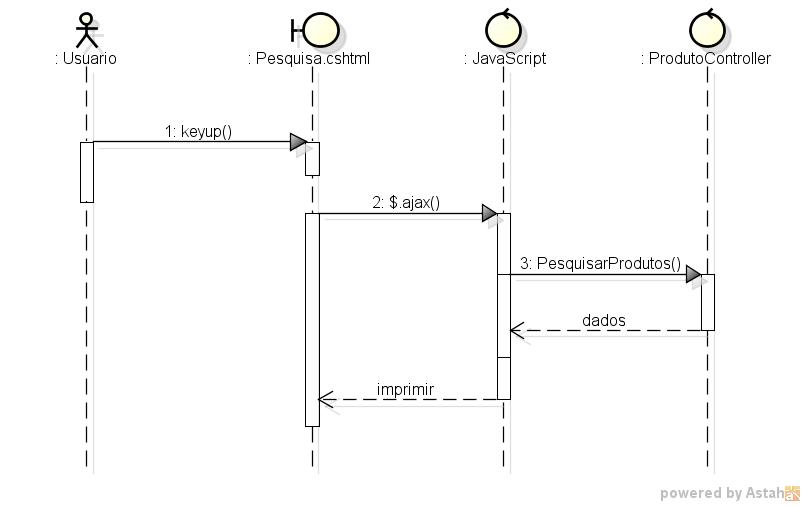 : Usuario
: Pesquisa.cshtml
: JavaScript
: ProdutoController
1: keyup()
2: $.ajax()
3: PesquisarProdutos()
dados
imprimir
powered by Astah